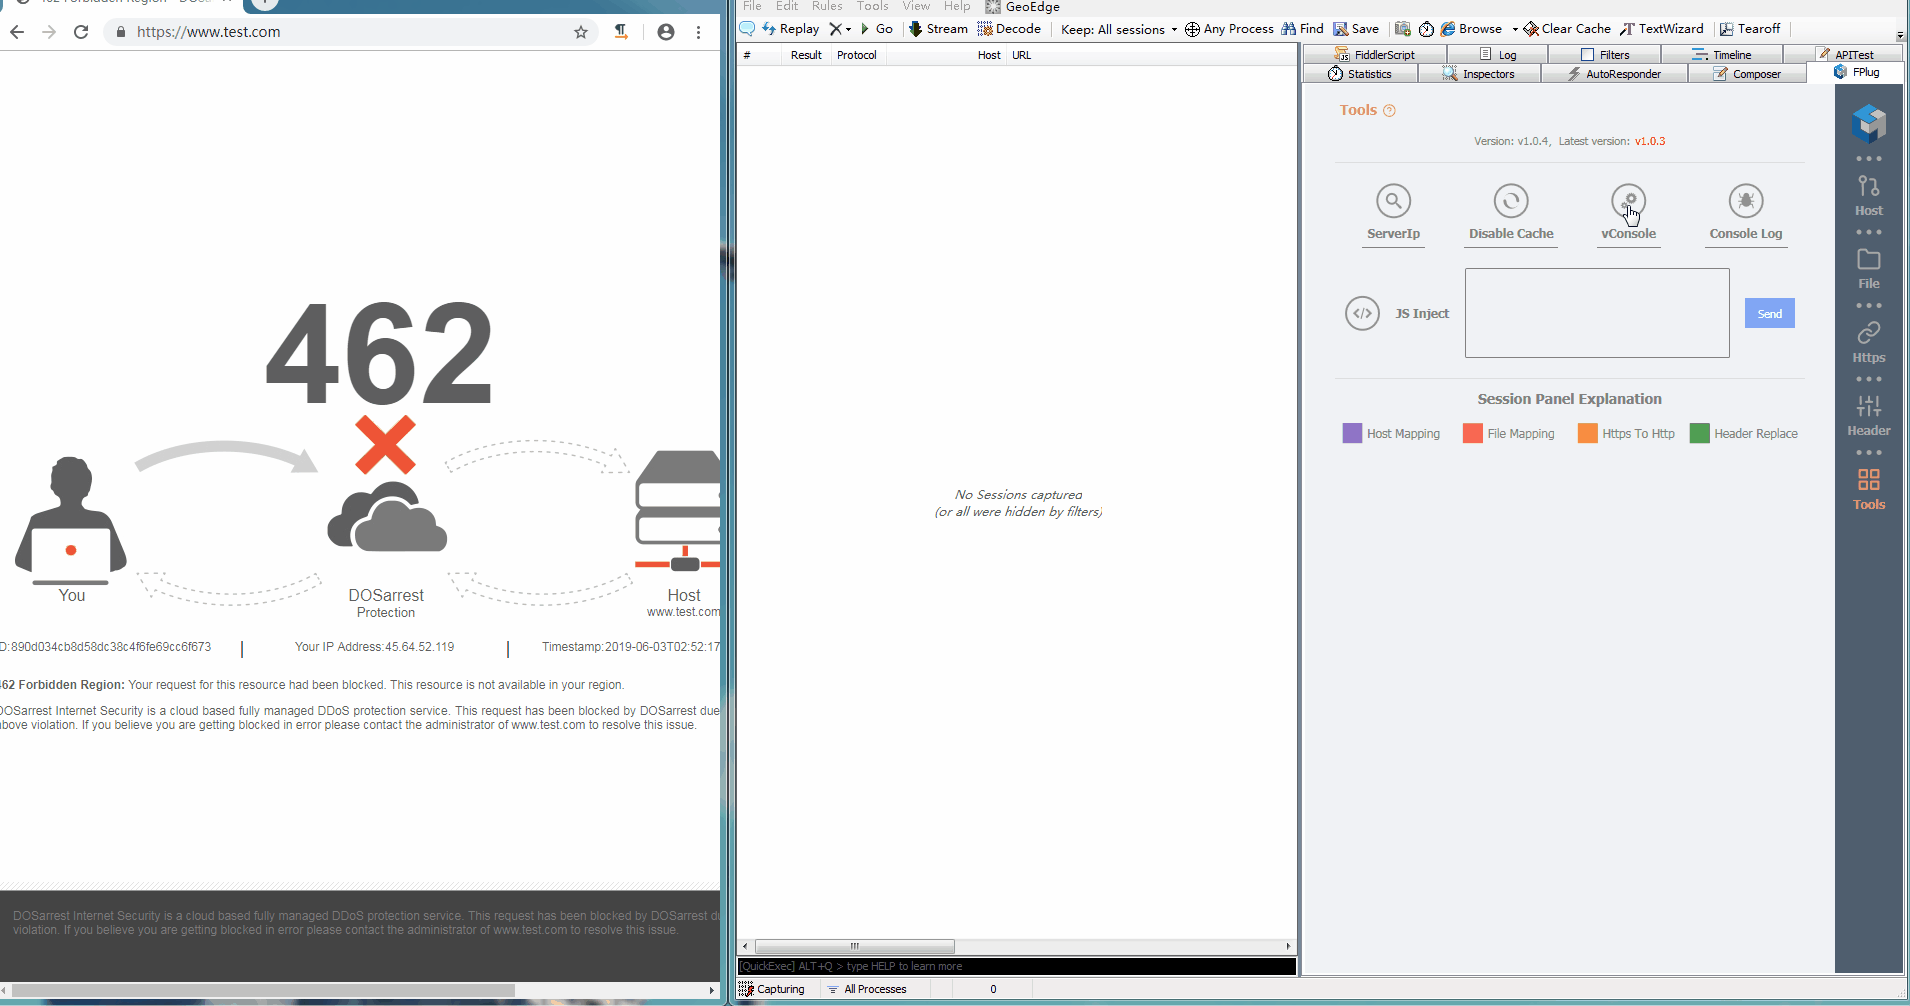 462 Forbidden Region - DOSa
https://www.test.com
462
You
DOSarrest
Protection
Host
www.test.com
D:890d034cb8d58dc38c4f6fe69cc6f673
Your IP Address:45.64.52.119
Timestamp:2019-06-03T02:52:17
462 Forbidden Region: Your request for this resource had been blocked. This resource is not available in your region.
DOSarrest Internet Security is a cloud based fully managed DDoS protection service. This request has been blocked by DOSarrest due
above violation. If you believe you are getting blocked in error please contact the administrator of www.test.com to resolve this issue.
DOSarrest Internet Security is a cloud based fully managed DDoS protection service. This request has been blocked by DOSarrest du
violation. If you believe you are getting blocked in error please contact the administrator of www.test.com to resolve this issue.
File Edit Rules Tools View Help GeoEdge
Replay Go Stream Decode Keep: All sessions Any Process Find Save Browse Clear Cache TextWizard Tearoff
# Result Protocol Host URL
No Sessions captured
(or all were hidden by filters)
[QuickExec] ALT+Q > type HELP to learn more
Capturing All Processes 0
FiddlerScript Log Filters Timeline APITest
Statistics Inspectors AutoResponder Composer FPlug
Tools
Version: v1.0.4, Latest version: v1.0.3
ServerIp Disable Cache vConsole Console Log
JS Inject
Send
Session Panel Explanation
Host Mapping File Mapping Https To Http Header Replace
Host
File
Https
Header
Tools